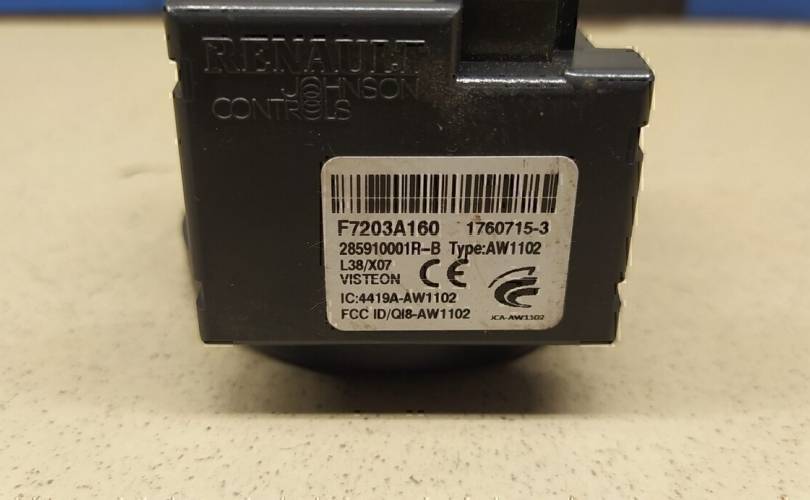 RENAULT
JOHNSON
CONTROLS
F7203A160 1760715-3
285910001R-B Type:AW1102
L38/X07
VISTEON CE
IC:4419A-AW1102
FCC ID/QI8-AW1102 JCA-AW1102